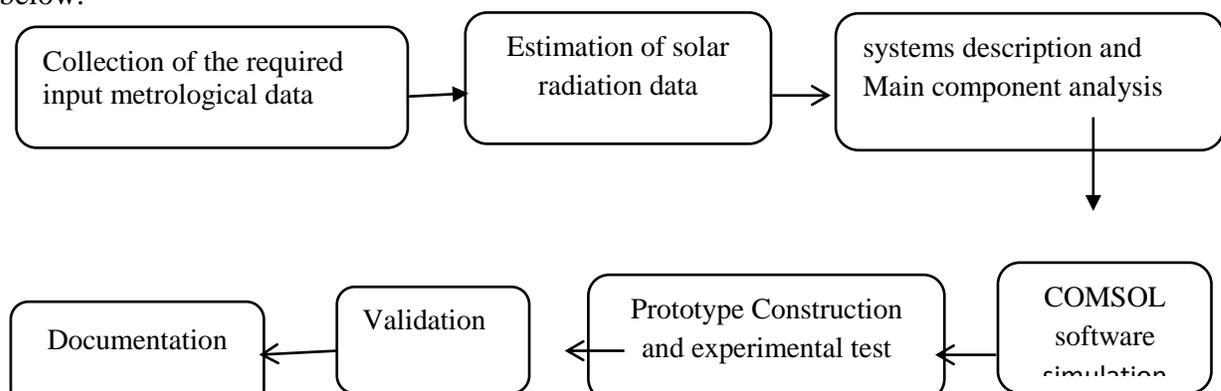 below.
Collection of the required
input metrological data
Estimation of solar
radiation data
systems description and
Main component analysis
COMSOL
software
simulation
Prototype Construction
and experimental test
Validation
Documentation